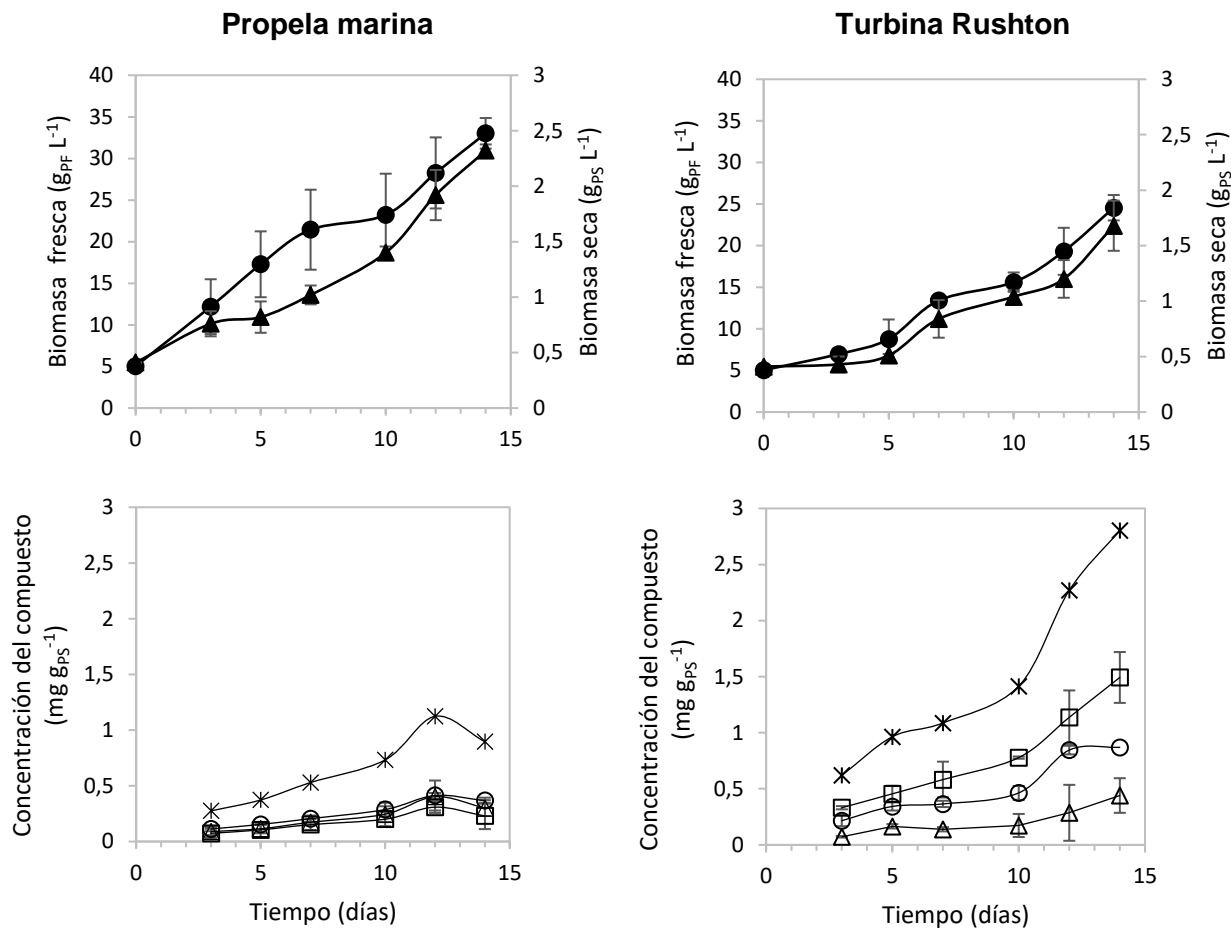 Propela marina
Turbina Rushton
40
35
30
25
20
15
10
5
0
Biomasa fresca (gPF L-1)
3
2,5
2
1,5
1
0,5
0
Biomasa seca (gPS L-1)
0 5 10 15
40
35
30
25
20
15
10
5
0
Biomasa fresca (gPF L-1)
3
2,5
2
1,5
1
0,5
0
Biomasa seca (gPS L-1)
0 5 10 15
Concentración del compuesto
(mg gPS-1)
3
2,5
2
1,5
1
0,5
0
0 5 10 15
Tiempo (días)
Concentración del compuesto
(mg gPS-1)
3
2,5
2
1,5
1
0,5
0
0 5 10 15
Tiempo (días)